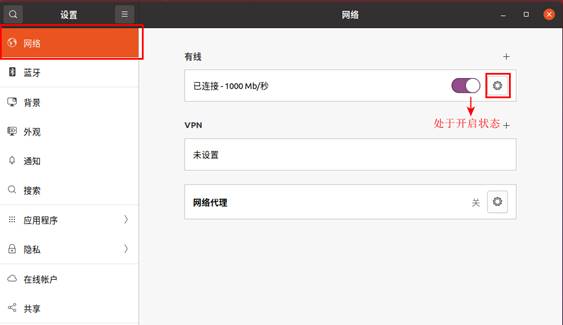 设置
网络
网络
蓝牙
背景
外观
通知
搜索
应用程序
隐私
在线帐户
共享
有线
已连接 - 1000 Mb/秒
处于开启状态
VPN
未设置
网络代理
关